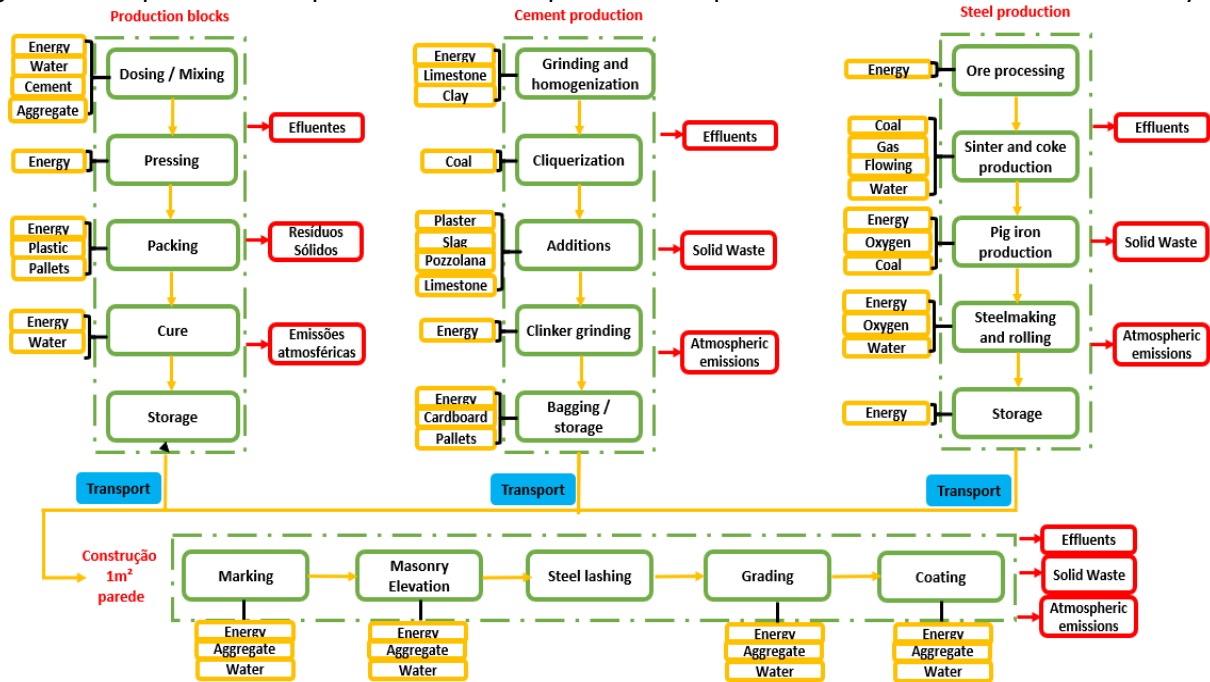 Production blocks
Energy
Water
Cement
Aggregate
Dosing / Mixing
Efluentes
Energy
Pressing
Energy
Plastic
Pallets
Packing
Resíduos
Sólidos
Energy
Water
Cure
Emissões
atmosféricas
Storage
Transport
Cement production
Energy
Limestone
Clay
Grinding and
homogenization
Effluents
Coal
Cliquerization
Plaster
Slag
Pozzolana
Limestone
Additions
Solid Waste
Energy
Clinker grinding
Atmospheric
emissions
Energy
Cardboard
Pallets
Bagging /
storage
Transport
Steel production
Energy
Ore processing
Effluents
Coal
Gas
Flowing
Water
Sinter and coke
production
Energy
Oxygen
Coal
Pig iron
production
Solid Waste
Energy
Oxygen
Water
Steelmaking
and rolling
Atmospheric
emissions
Energy
Storage
Transport
Construção
1m²
parede
Marking
Energy
Aggregate
Water
Masonry
Elevation
Energy
Aggregate
Water
Steel lashing
Grading
Energy
Aggregate
Water
Coating
Energy
Aggregate
Water
Effluents
Solid Waste
Atmospheric
emissions